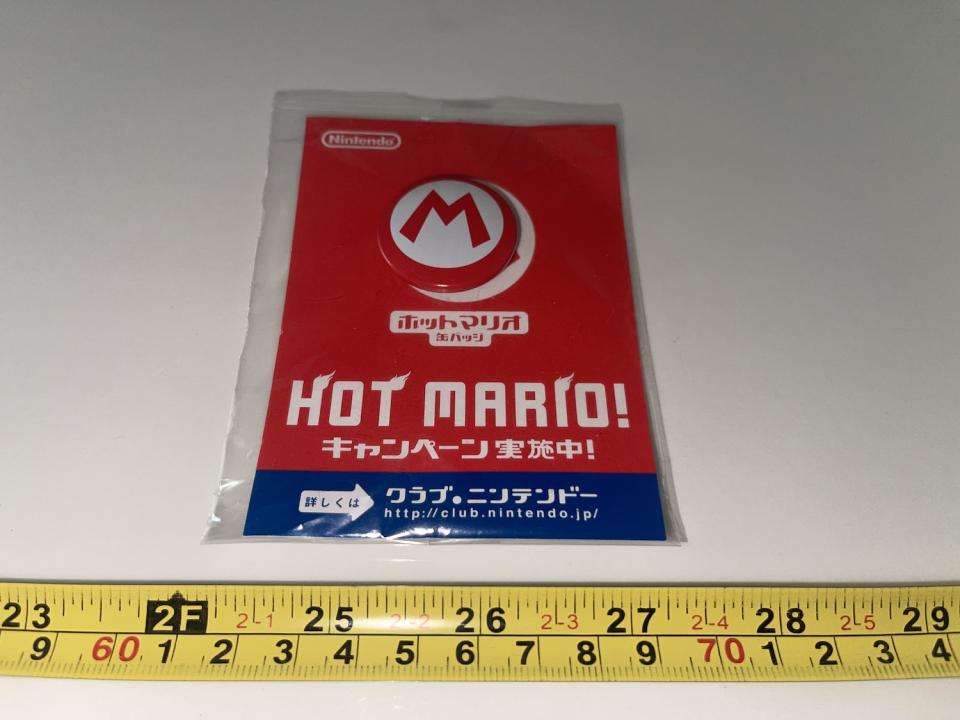 Nintendo
M
ホットマリオ
缶バッジ
HOT MARIO!
キャンペーン 実施中!
詳しくは
クラブ・ニンテンドー
http://club.nintendo.jp/
23 2F 2-1 25 2-2 26 2-3 27 2-4 28 2-5 29
9 60 1 2 3 4 5 6 7 8 9 70 1 2 3 4